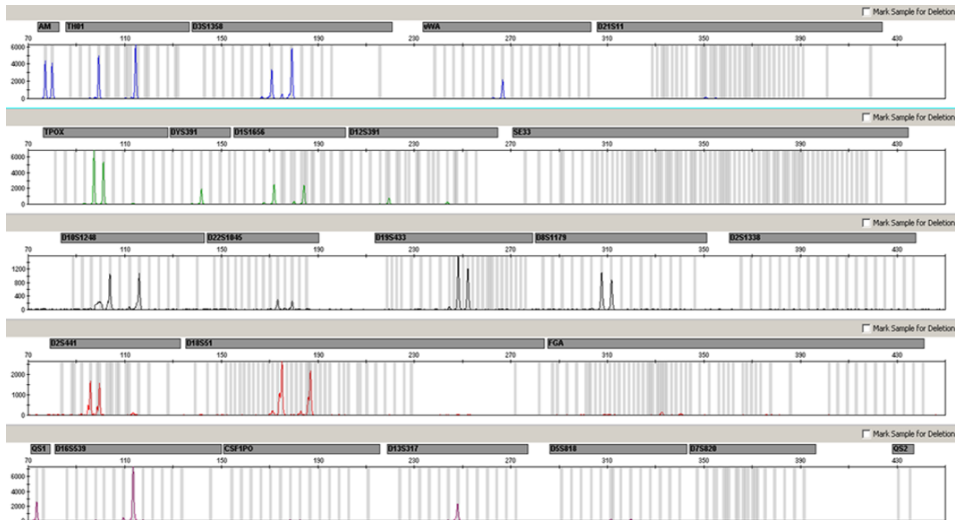 Mark Sample for Deletion
AM TH01 D3S1358 vWA D21S11
70 110 150 190 230 270 310 350 390 430
6000
4000
2000
0
Mark Sample for Deletion
TPOX DYS391 D1S1656 D12S391 SE33
70 110 150 190 230 270 310 350 390 430
6000
4000
2000
0
Mark Sample for Deletion
D10S1248 D22S1045 D19S433 D8S1179 D2S1338
70 110 150 190 230 270 310 350 390 430
1200
800
400
0
Mark Sample for Deletion
D2S441 D18S51 FGA
70 110 150 190 230 270 310 350 390 430
2000
1000
0
Mark Sample for Deletion
QS1 D16S539 CSF1PO D13S317 D5S818 D7S820 QS2
70 110 150 190 230 270 310 350 390 430
6000
4000
2000
0